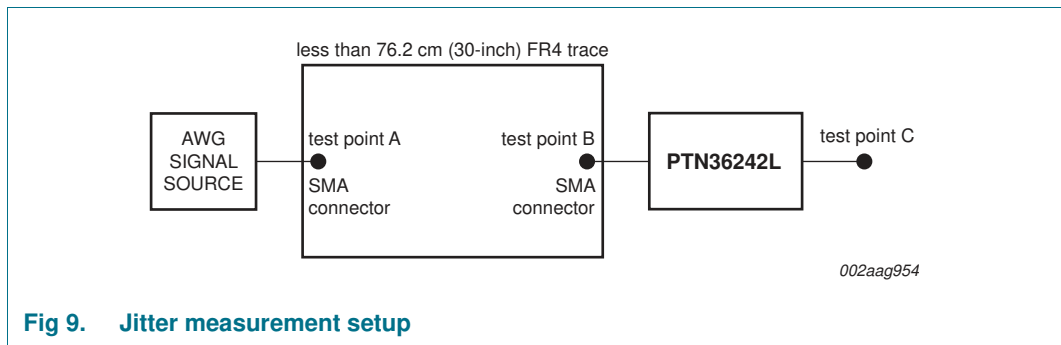 less than 76.2 cm (30-inch) FR4 trace
AWG
SIGNAL
SOURCE
test point A
SMA
connector
test point B
SMA
connector
PTN36242L
test point C
002aag954
Fig 9. Jitter measurement setup